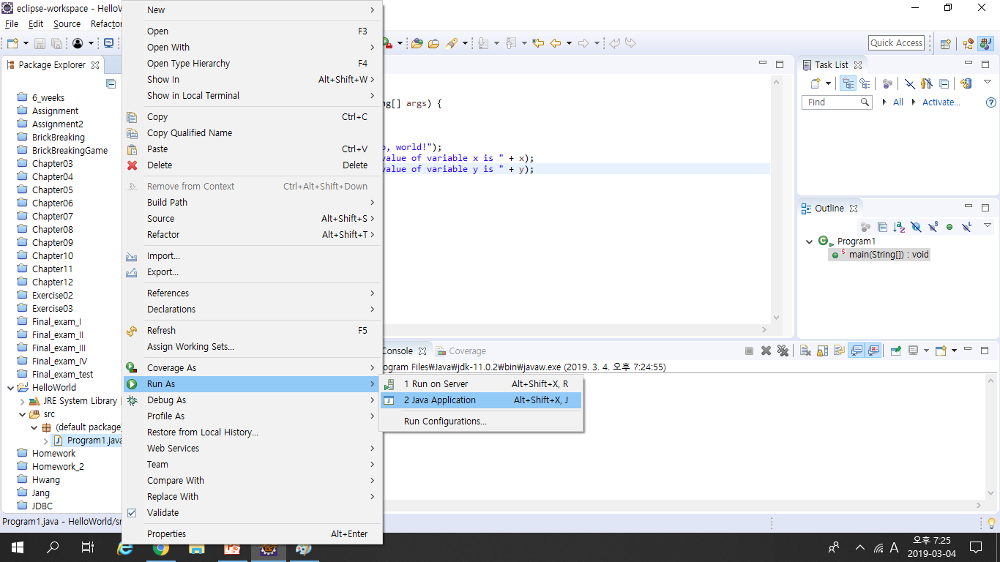 eclipse-workspace - HelloW
File Edit Source Refactor
Quick Access
Package Explorer
6_weeks
Assignment
Assignment2
BrickBreaking
BrickBreakingGame
Chapter03
Chapter04
Chapter05
Chapter06
Chapter07
Chapter08
Chapter09
Chapter10
Chapter11
Chapter12
Exercise02
Exercise03
Final_exam_I
Final_exam_II
Final_exam_III
Final_exam_IV
Final_exam_test
HelloWorld
JRE System Library
src
(default package)
Program1.java
Homework
Homework_2
Hwang
Jang
JDBC
New
Open F3
Open With
Open Type Hierarchy F4
Show In Alt+Shift+W
Show in Local Terminal
Copy Ctrl+C
Copy Qualified Name
Paste Ctrl+V
Delete Delete
Remove from Context Ctrl+Alt+Shift+Down
Build Path
Source Alt+Shift+S
Refactor Alt+Shift+T
Import...
Export...
References
Declarations
Refresh F5
Assign Working Sets...
Coverage As
Run As
Debug As
Profile As
Restore from Local History...
Web Services
Team
Compare With
Replace With
Validate
Properties Alt+Enter
1 Run on Server Alt+Shift+X, R
2 Java Application Alt+Shift+X, J
Run Configurations...
g[] args) {
, world!");
value of variable x is " + x);
value of variable y is " + y);
Console Coverage
ogram Files₩Java₩jdk-11.0.2₩bin₩javaw.exe (2019. 3. 4. 오후 7:24:55)
Task List
Find All Activate...
Outline
Program1
main(String[]) : void
Program1.java - HelloWorld/sr
A
오후 7:25
2019-03-04